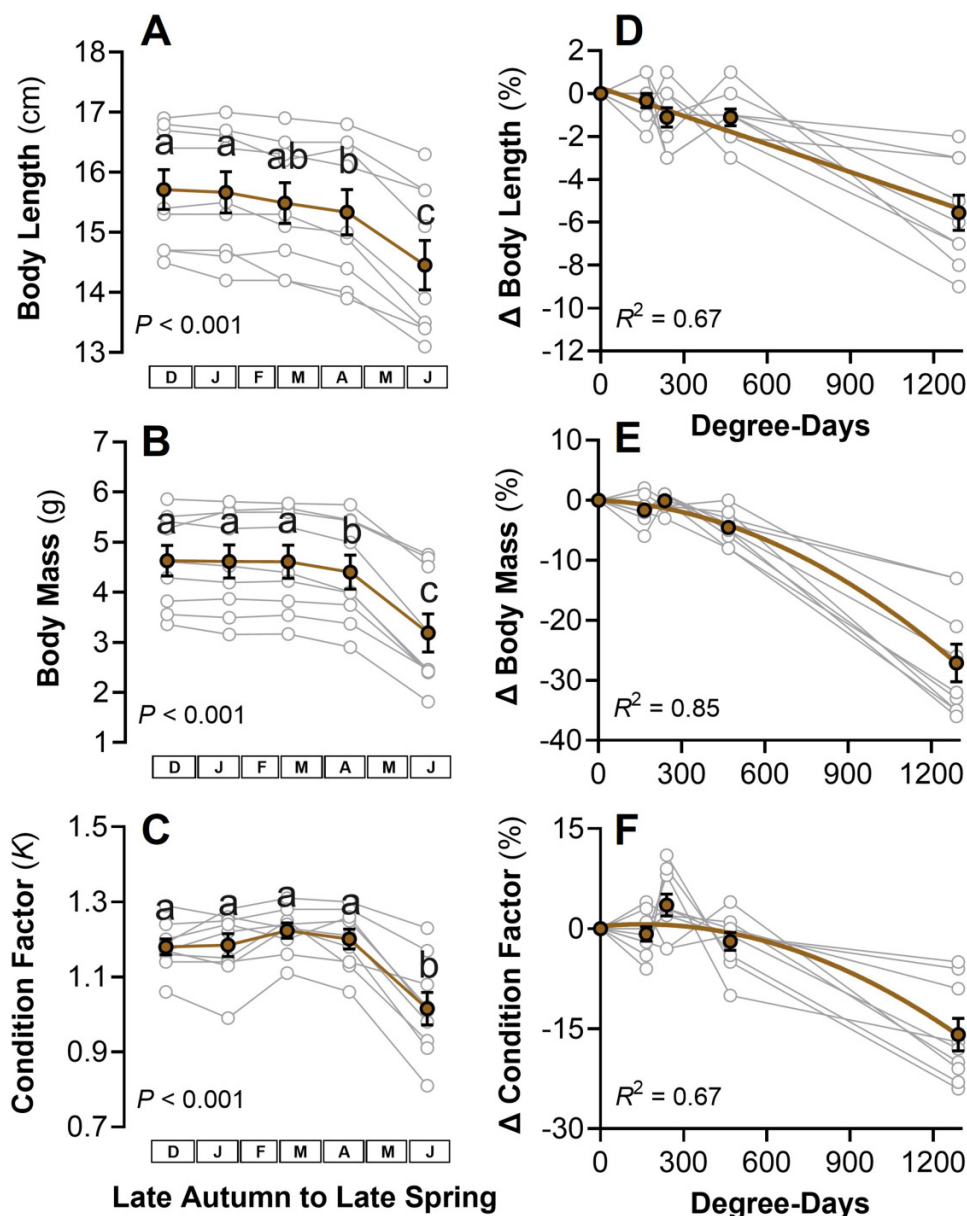 A
Body Length (cm)
18
17
16
15
14
13
a a ab b c
P < 0.001
D J F M A M J
D
Δ Body Length (%)
2
0
-2
-4
-6
-8
-10
-12
R² = 0.67
0 300 600 900 1200
Degree-Days
B
Body Mass (g)
7
6
5
4
3
2
1
a a a b c
P < 0.001
D J F M A M J
E
Δ Body Mass (%)
10
0
-10
-20
-30
-40
R² = 0.85
0 300 600 900 1200
C
Condition Factor (K)
1.5
1.3
1.1
0.9
0.7
a a a a b
P < 0.001
D J F M A M J
Late Autumn to Late Spring
F
Δ Condition Factor (%)
15
0
-15
-30
R² = 0.67
0 300 600 900 1200
Degree-Days